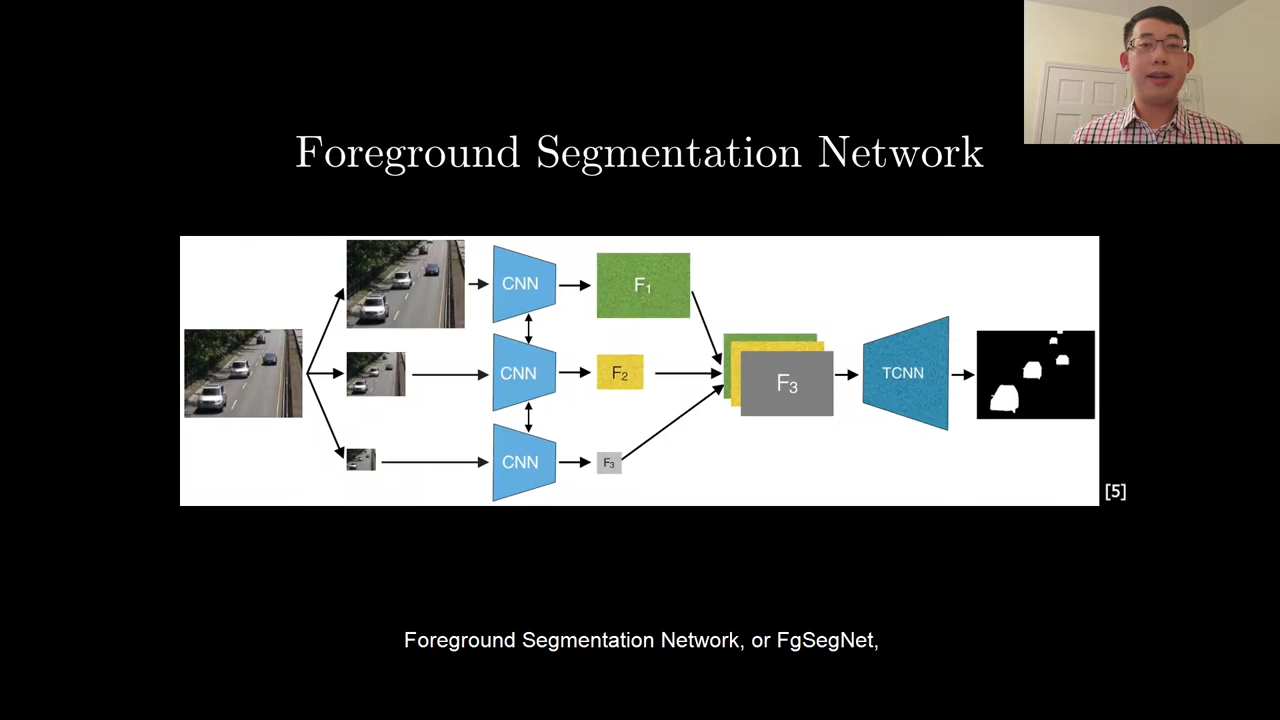 Foreground Segmentation Network
CNN
F1
CNN
F2
F3
TCNN
CNN
F3
[5]
Foreground Segmentation Network, or FgSegNet,